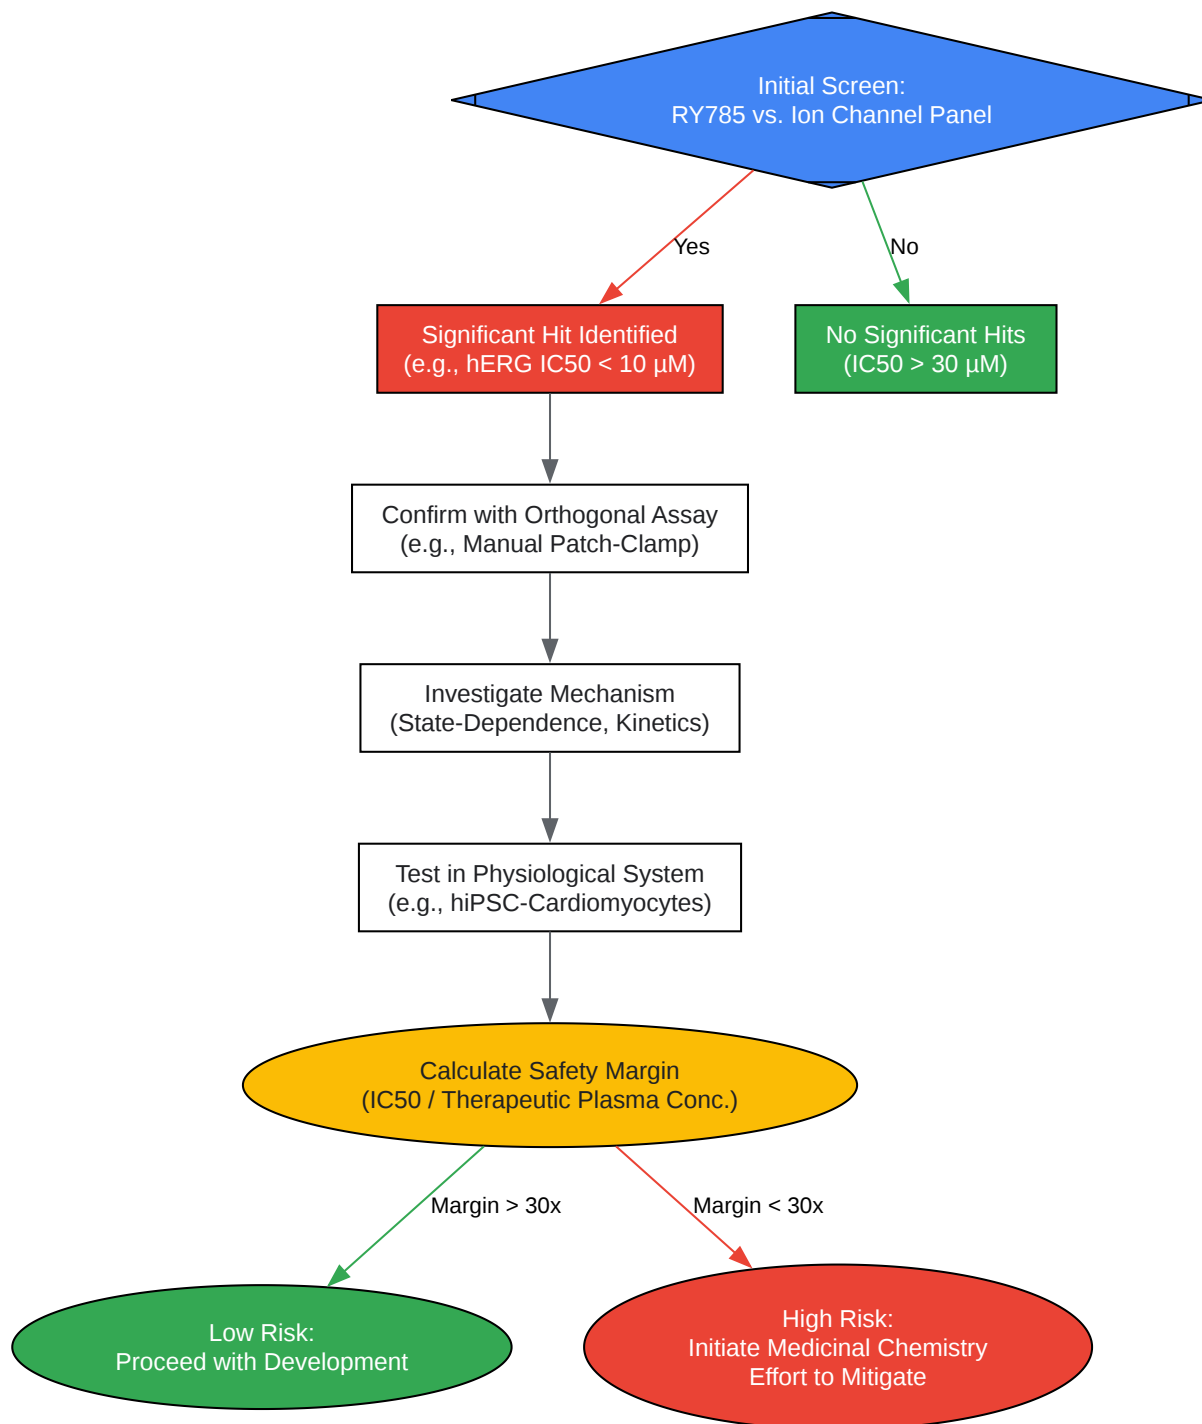 Initial Screen:
RY785 vs. Ion Channel Panel
Yes
No
Significant Hit Identified
(e.g., hERG IC50 < 10 µM)
No Significant Hits
(IC50 > 30 µM)
Confirm with Orthogonal Assay
(e.g., Manual Patch-Clamp)
Investigate Mechanism
(State-Dependence, Kinetics)
Test in Physiological System
(e.g., hiPSC-Cardiomyocytes)
Calculate Safety Margin
(IC50 / Therapeutic Plasma Conc.)
Margin > 30x
Margin < 30x
Low Risk:
Proceed with Development
High Risk:
Initiate Medicinal Chemistry
Effort to Mitigate